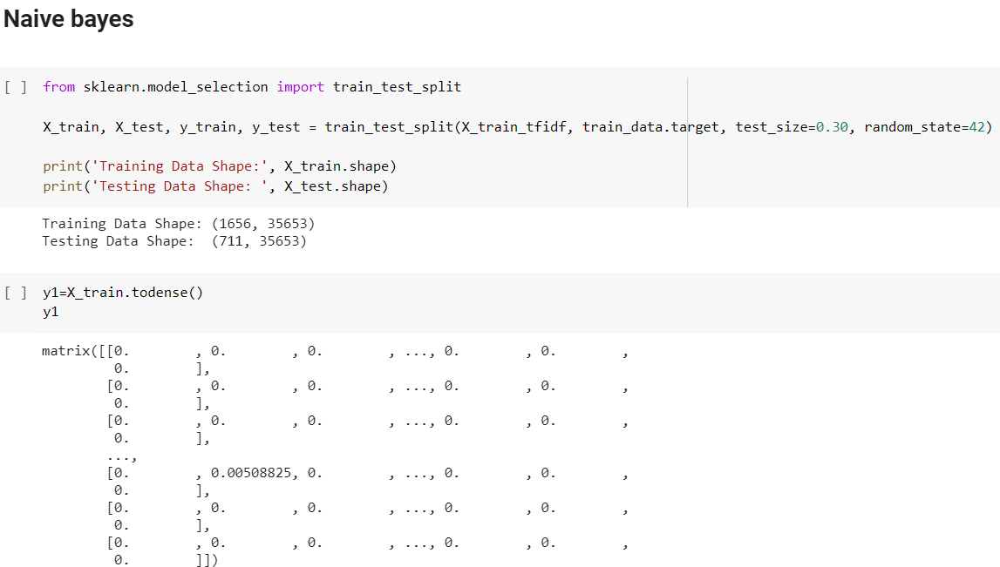 Naive bayes
[ ] from sklearn.model_selection import train_test_split
X_train, X_test, y_train, y_test = train_test_split(X_train_tfidf, train_data.target, test_size=0.30, random_state=42)
print('Training Data Shape:', X_train.shape)
print('Testing Data Shape: ', X_test.shape)
Training Data Shape: (1656, 35653)
Testing Data Shape:  (711, 35653)
[ ] y1=X_train.todense()
y1
matrix([[0.        , 0.        , 0.        , ..., 0.        , 0.        ,
         0.        ],
        [0.        , 0.        , 0.        , ..., 0.        , 0.        ,
         0.        ],
        [0.        , 0.        , 0.        , ..., 0.        , 0.        ,
         0.        ],
        ...,
        [0.        , 0.00508825, 0.        , ..., 0.        , 0.        ,
         0.        ],
        [0.        , 0.        , 0.        , ..., 0.        , 0.        ,
         0.        ],
        [0.        , 0.        , 0.        , ..., 0.        , 0.        ,
         0.        ]])